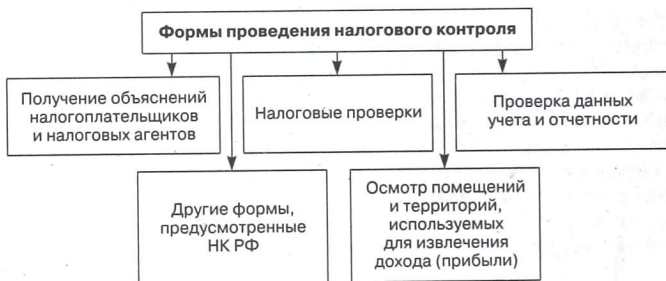 Формы проведения налогового контроля
Получение объяснений
налогоплательщиков
и налоговых агентов
Налоговые проверки
Проверка данных
учета и отчетности
Другие формы,
предусмотренные
НК РФ
Осмотр помещений
и территорий,
используемых
для извлечения
дохода (прибыли)